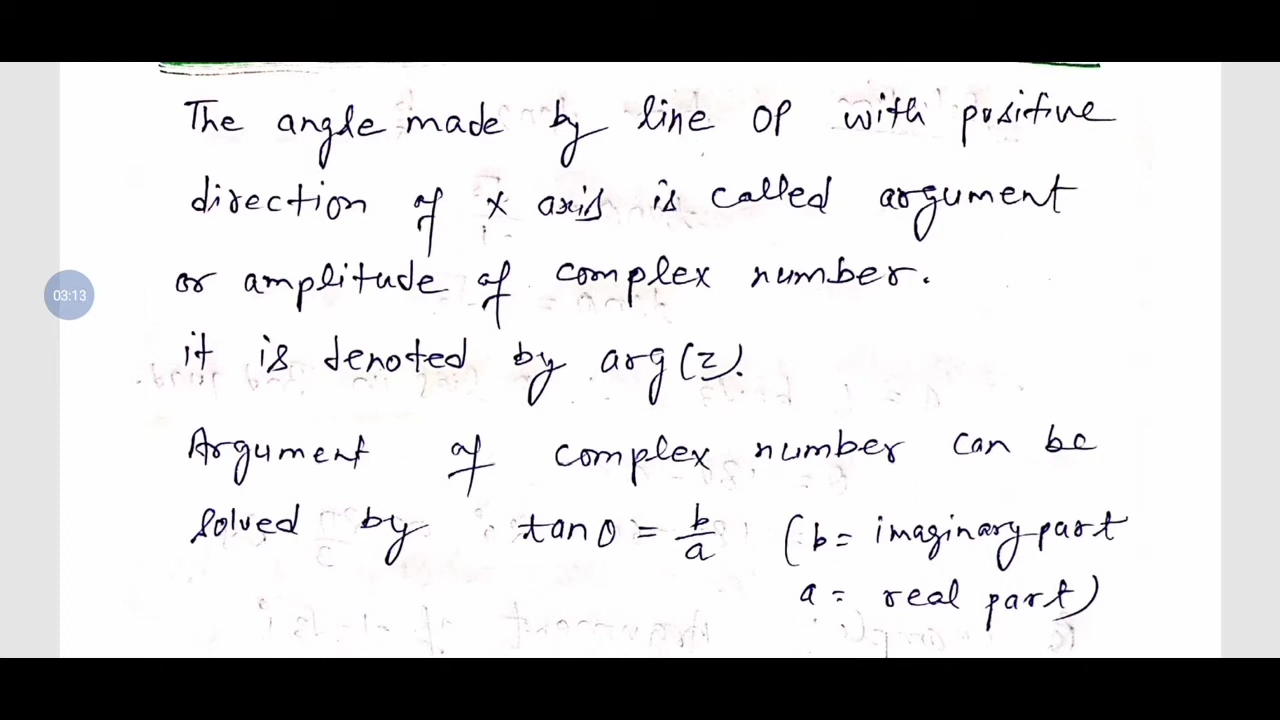 The angle made by line OP with positive
direction of x axis is called argument
or amplitude of complex number.
it is denoted by arg(z).
03:13
Argument of complex number can be
solved by tanθ = b/a (b = imaginary part
a = real part)